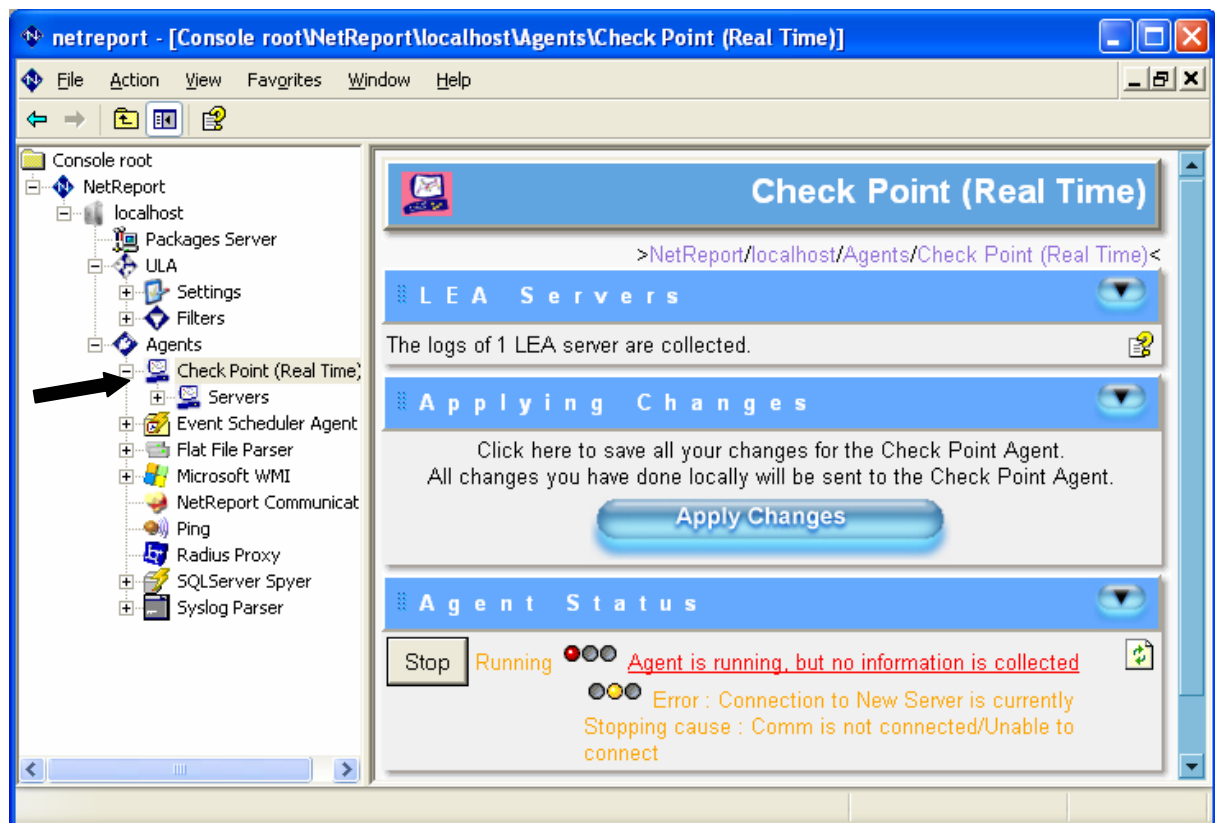 netreport - [Console root\NetReport\localhost\Agents\Check Point (Real Time)]
File Action View Favorites Window Help
Console root
NetReport
localhost
Packages Server
ULA
Settings
Filters
Agents
Check Point (Real Time)
Servers
Event Scheduler Agent
Flat File Parser
Microsoft WMI
NetReport Communicat
Ping
Radius Proxy
SQLServer Spyer
Syslog Parser
Check Point (Real Time)
>NetReport/localhost/Agents/Check Point (Real Time)<
LEA Servers
The logs of 1 LEA server are collected.
Applying Changes
Click here to save all your changes for the Check Point Agent.
All changes you have done locally will be sent to the Check Point Agent.
Apply Changes
Agent Status
Stop Running Agent is running, but no information is collected
Error : Connection to New Server is currently
Stopping cause : Comm is not connected/Unable to
connect